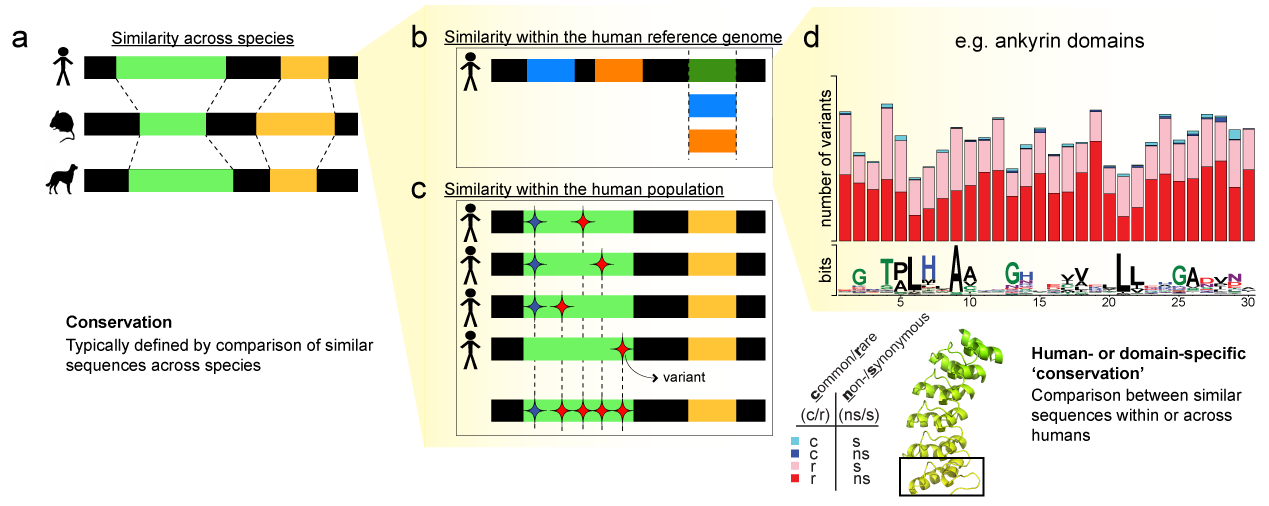 a
Similarity across species
Conservation
Typically defined by comparison of similar
sequences across species
b
Similarity within the human reference genome
c
Similarity within the human population
variant
d
e.g. ankyrin domains
number of variants
bits
5 10 15 20 25 30
common/rare
non-/synonymous
(c/r) (ns/s)
c s
c ns
r s
r ns
Human- or domain-specific
‘conservation’
Comparison between similar
sequences within or across
humans